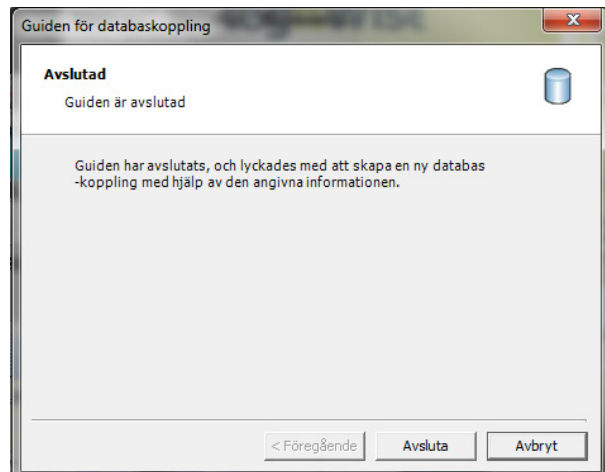 Guiden för databaskoppling
Avslutad
Guiden är avslutad
Guiden har avslutats, och lyckades med att skapa en ny databas
-koppling med hjälp av den angivna informationen.
< Föregående
Avsluta
Avbryt